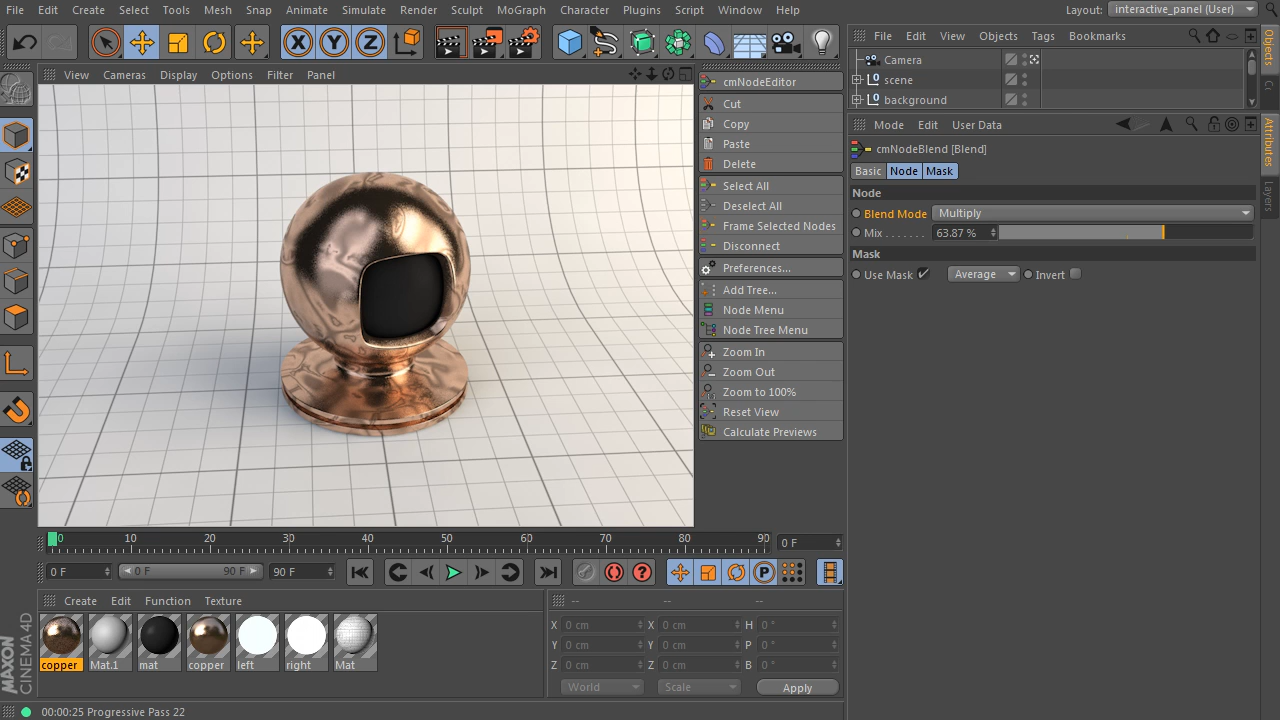 File Edit Create Select Tools Mesh Snap Animate Simulate Render Sculpt MoGraph Character Plugins Script Window Help Layout: interactive_panel (User)
X Y Z
File Edit View Objects Tags Bookmarks
Camera
scene
background
Objects
View Cameras Display Options Filter Panel
cmNodeEditor
Cut
Copy
Paste
Delete
Select All
Deselect All
Frame Selected Nodes
Disconnect
Preferences...
Add Tree...
Node Menu
Node Tree Menu
Zoom In
Zoom Out
Zoom to 100%
Reset View
Calculate Previews
Mode Edit User Data
cmNodeBlend [Blend]
Basic Node Mask
Node
Blend Mode Multiply
Mix . . . . . . . 63.87 %
Mask
Use Mask ✓ Average Invert
Attributes
Layers
0 10 20 30 40 50 60 70 80 90 0 F
0 F 0 F 90 F 90 F P
Create Edit Function Texture
copper Mat.1 mat copper left right Mat
-- -- --
X 0 cm X 0 cm H 0 °
Y 0 cm Y 0 cm P 0 °
Z 0 cm Z 0 cm B 0 °
World Scale Apply
MAXON
CINEMA 4D
00:00:25 Progressive Pass 22